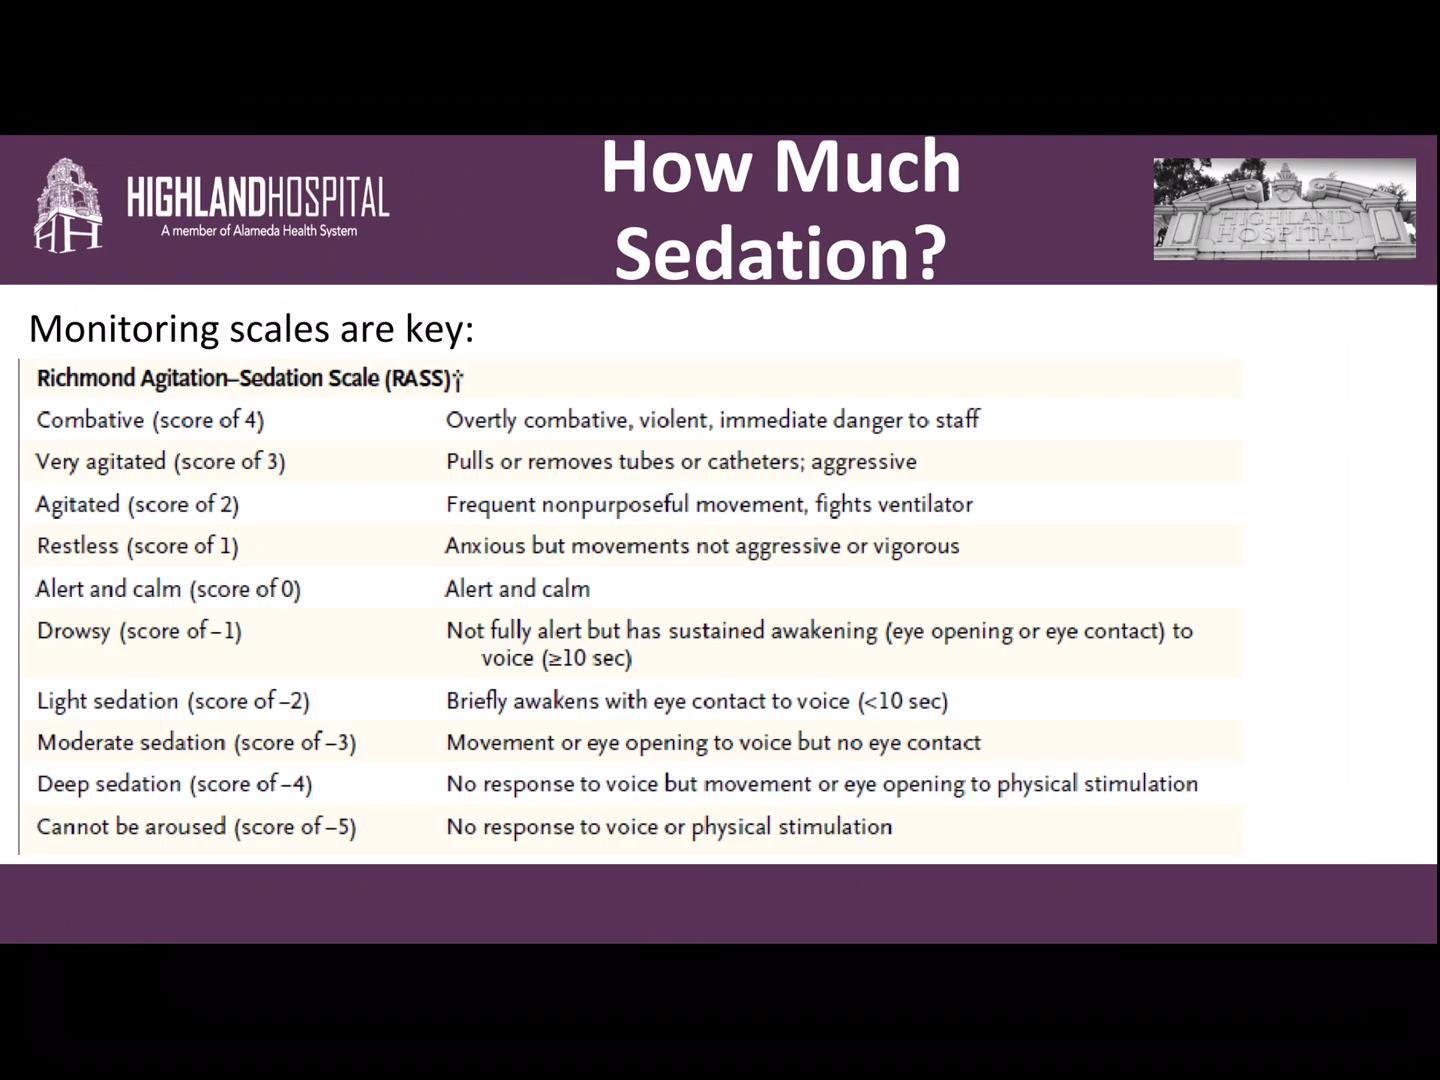 HIGHLANDHOSPITAL
A member of Alameda Health System
How Much
Sedation?
HIGHLAND
HOSPITAL
Monitoring scales are key:
Richmond Agitation–Sedation Scale (RASS)†
Combative (score of 4) Overtly combative, violent, immediate danger to staff
Very agitated (score of 3) Pulls or removes tubes or catheters; aggressive
Agitated (score of 2) Frequent nonpurposeful movement, fights ventilator
Restless (score of 1) Anxious but movements not aggressive or vigorous
Alert and calm (score of 0) Alert and calm
Drowsy (score of –1) Not fully alert but has sustained awakening (eye opening or eye contact) to
voice (≥10 sec)
Light sedation (score of –2) Briefly awakens with eye contact to voice (<10 sec)
Moderate sedation (score of –3) Movement or eye opening to voice but no eye contact
Deep sedation (score of –4) No response to voice but movement or eye opening to physical stimulation
Cannot be aroused (score of –5) No response to voice or physical stimulation